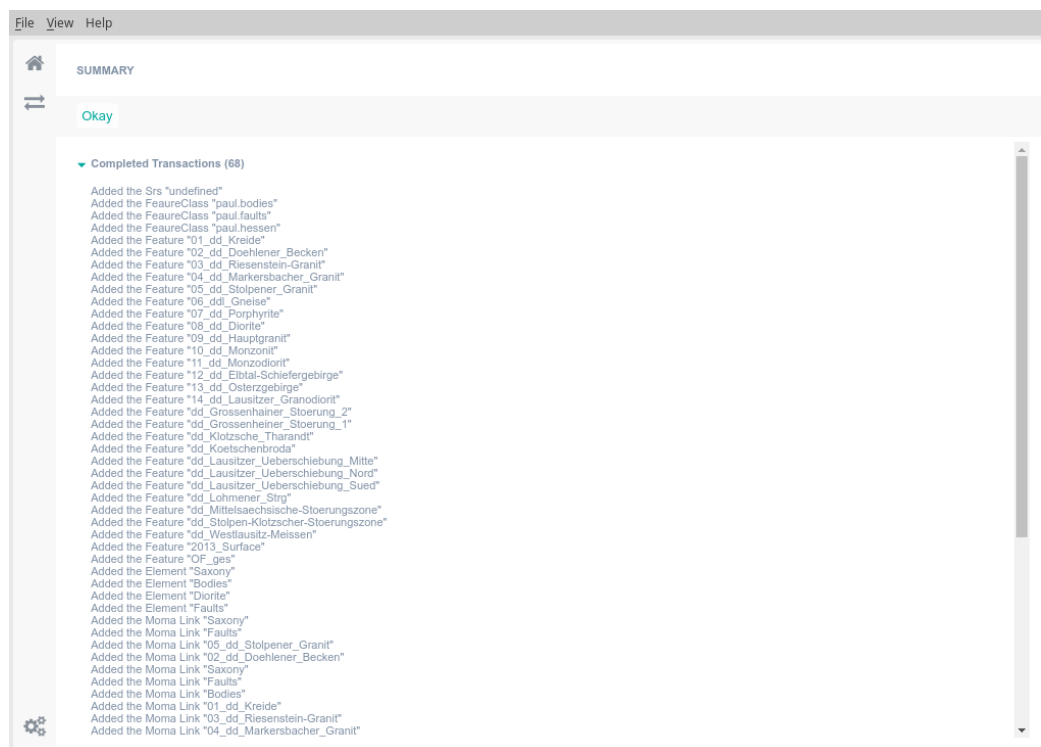 File View Help
SUMMARY
Okay
Completed Transactions (68)
Added the Srs "undefined"
Added the FeaureClass "paul.bodies"
Added the FeaureClass "paul.faults"
Added the FeaureClass "paul.hessen"
Added the Feature "01_dd_Kreide"
Added the Feature "02_dd_Doehlener_Becken"
Added the Feature "03_dd_Riesenstein-Granit"
Added the Feature "04_dd_Markersbacher_Granit"
Added the Feature "05_dd_Stolpener_Granit"
Added the Feature "06_ddl_Gneise"
Added the Feature "07_dd_Porphyrite"
Added the Feature "08_dd_Diorite"
Added the Feature "09_dd_Hauptgranit"
Added the Feature "10_dd_Monzonit"
Added the Feature "11_dd_Monzodiorit"
Added the Feature "12_dd_Elbtal-Schiefergebirge"
Added the Feature "13_dd_Osterzgebirge"
Added the Feature "14_dd_Lausitzer_Granodiorit"
Added the Feature "dd_Grossenhainer_Stoerung_2"
Added the Feature "dd_Grossenheiner_Stoerung_1"
Added the Feature "dd_Klotzsche_Tharandt"
Added the Feature "dd_Koetschenbroda"
Added the Feature "dd_Lausitzer_Ueberschiebung_Mitte"
Added the Feature "dd_Lausitzer_Ueberschiebung_Nord"
Added the Feature "dd_Lausitzer_Ueberschiebung_Sued"
Added the Feature "dd_Lohmener_Strg"
Added the Feature "dd_Mittelsaechsische-Stoerungszone"
Added the Feature "dd_Stolpen-Klotzscher-Stoerungszone"
Added the Feature "dd_Westlausitz-Meissen"
Added the Feature "2013_Surface"
Added the Feature "OF_ges"
Added the Element "Saxony"
Added the Element "Bodies"
Added the Element "Diorite"
Added the Element "Faults"
Added the Moma Link "Saxony"
Added the Moma Link "Faults"
Added the Moma Link "05_dd_Stolpener_Granit"
Added the Moma Link "02_dd_Doehlener_Becken"
Added the Moma Link "Saxony"
Added the Moma Link "Faults"
Added the Moma Link "Bodies"
Added the Moma Link "01_dd_Kreide"
Added the Moma Link "03_dd_Riesenstein-Granit"
Added the Moma Link "04_dd_Markersbacher_Granit"